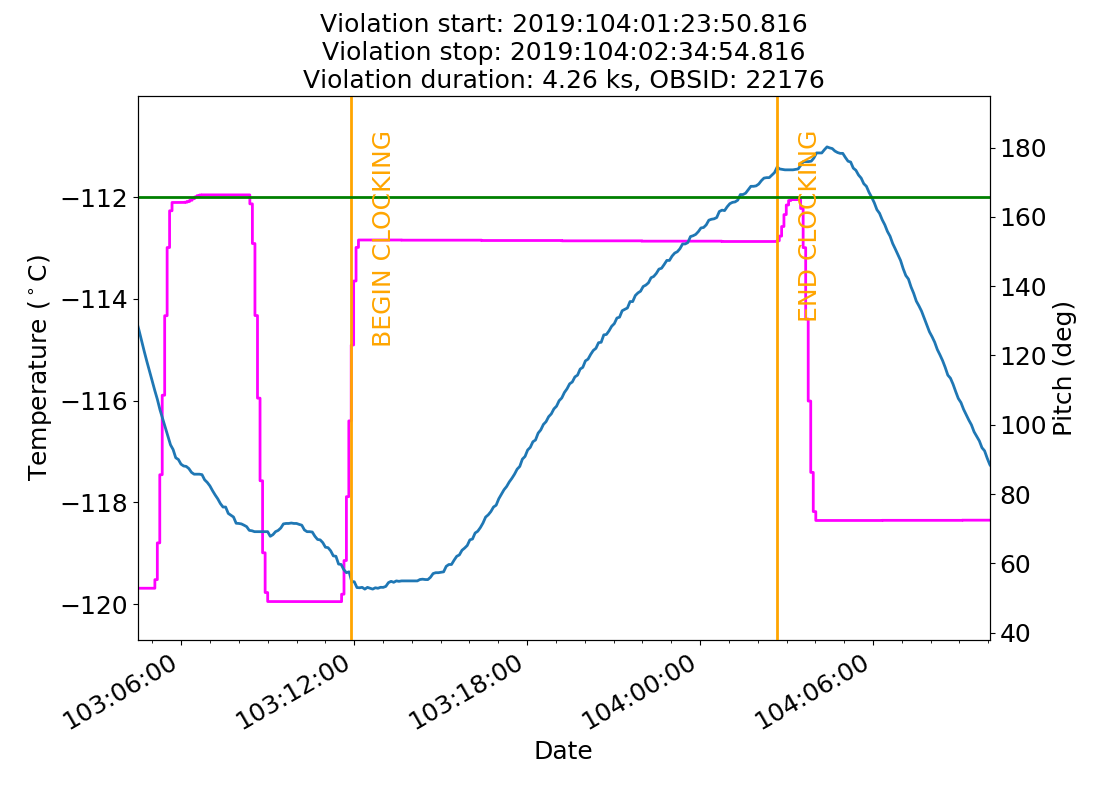 Violation start: 2019:104:01:23:50.816
Violation stop: 2019:104:02:34:54.816
Violation duration: 4.26 ks, OBSID: 22176
BEGIN CLOCKING
END CLOCKING
Temperature (°C)
−112
−114
−116
−118
−120
180
160
140
120
100
80
60
40
Pitch (deg)
103:06:00
103:12:00
103:18:00
104:00:00
104:06:00
Date